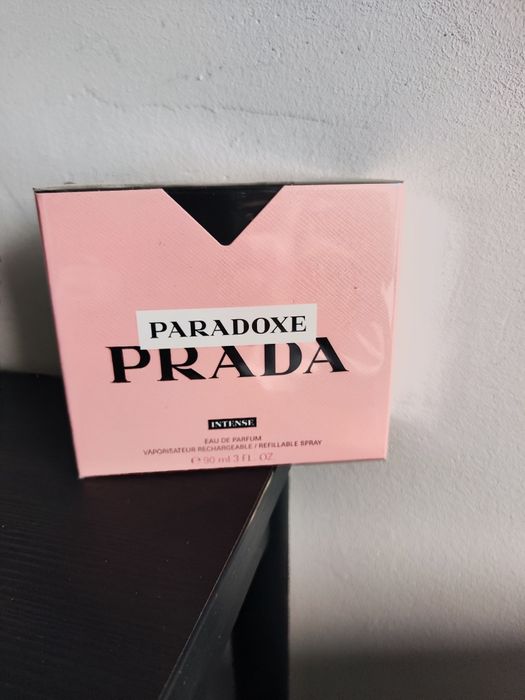 PARADOXE
PRADA
INTENSE
EAU DE PARFUM
VAPORISATEUR RECHARGEABLE / REFILLABLE SPRAY
℮ 90 ml 3 FL. OZ.